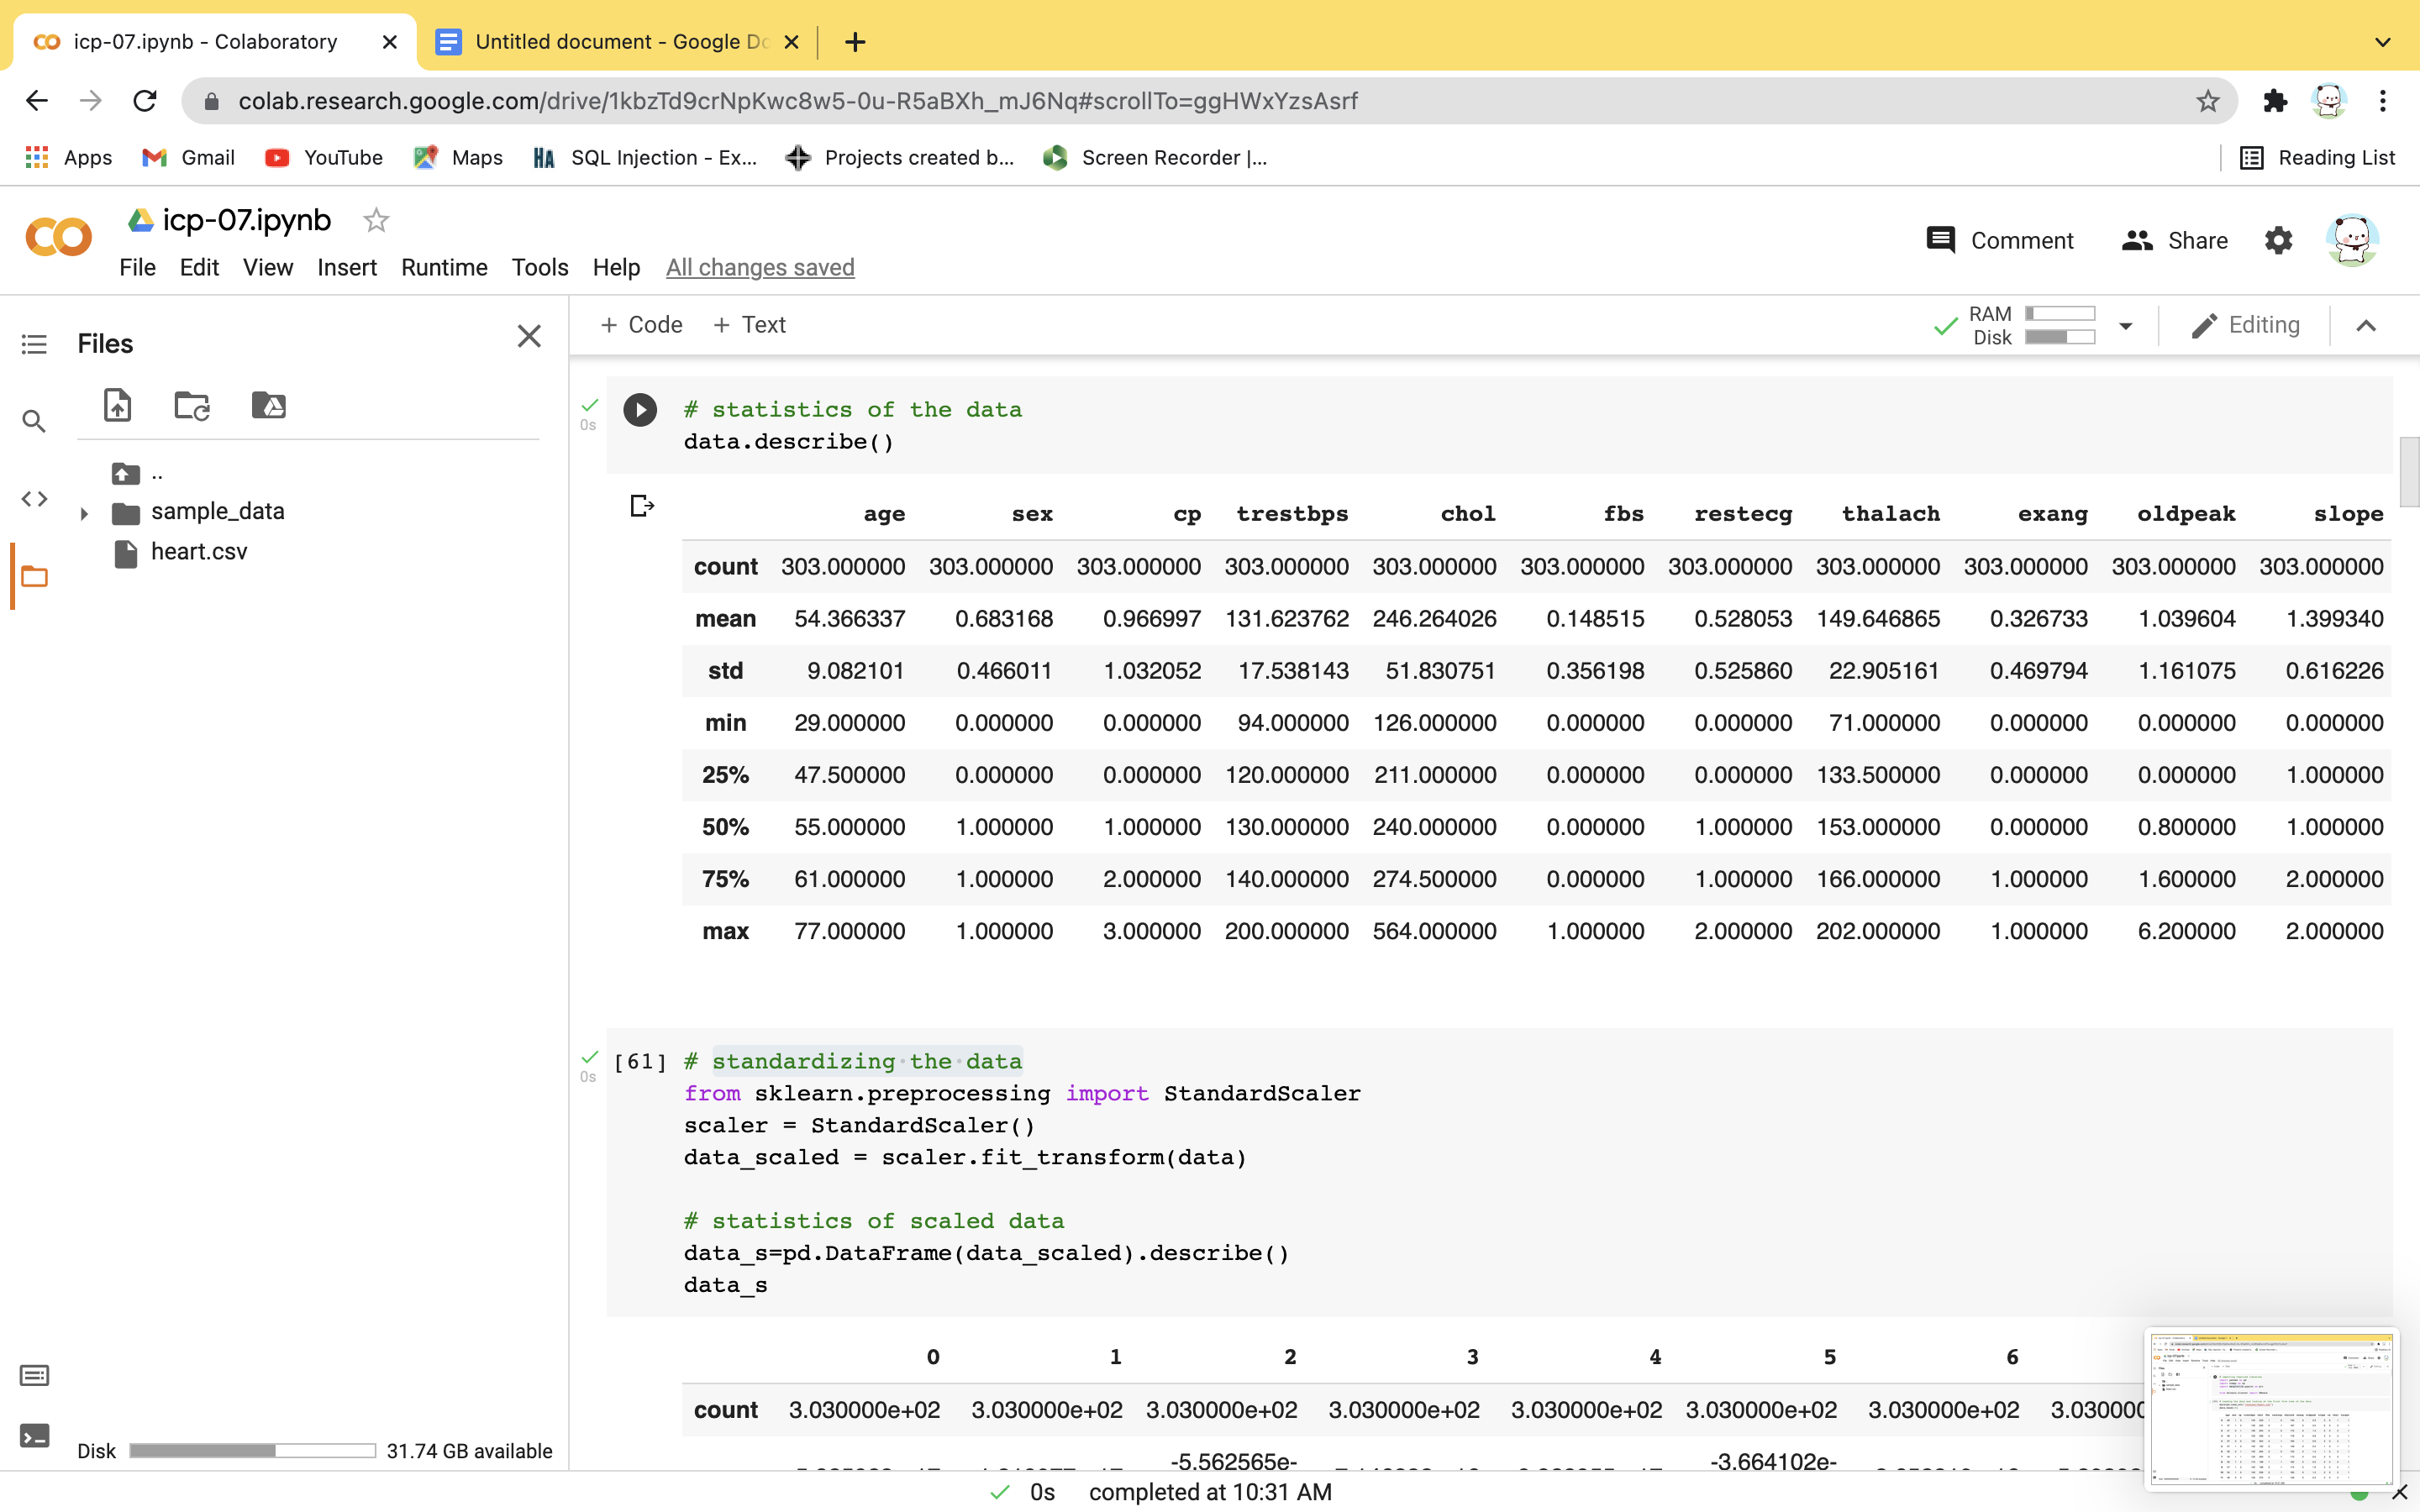 icp-07.ipynb - Colaboratory
Untitled document - Google Do
colab.research.google.com/drive/1kbzTd9crNpKwc8w5-0u-R5aBXh_mJ6Nq#scrollTo=ggHWxYzsAsrf
Apps Gmail YouTube Maps SQL Injection - Ex... Projects created b... Screen Recorder |... Reading List
icp-07.ipynb
Comment Share
File Edit View Insert Runtime Tools Help All changes saved
Files
+ Code + Text
RAM
Disk
Editing
..
sample_data
heart.csv
0s
# statistics of the data
data.describe()
age sex cp trestbps chol fbs restecg thalach exang oldpeak slope
count 303.000000 303.000000 303.000000 303.000000 303.000000 303.000000 303.000000 303.000000 303.000000 303.000000 303.000000
mean 54.366337 0.683168 0.966997 131.623762 246.264026 0.148515 0.528053 149.646865 0.326733 1.039604 1.399340
std 9.082101 0.466011 1.032052 17.538143 51.830751 0.356198 0.525860 22.905161 0.469794 1.161075 0.616226
min 29.000000 0.000000 0.000000 94.000000 126.000000 0.000000 0.000000 71.000000 0.000000 0.000000 0.000000
25% 47.500000 0.000000 0.000000 120.000000 211.000000 0.000000 0.000000 133.500000 0.000000 0.000000 1.000000
50% 55.000000 1.000000 1.000000 130.000000 240.000000 0.000000 1.000000 153.000000 0.000000 0.800000 1.000000
75% 61.000000 1.000000 2.000000 140.000000 274.500000 0.000000 1.000000 166.000000 1.000000 1.600000 2.000000
max 77.000000 1.000000 3.000000 200.000000 564.000000 1.000000 2.000000 202.000000 1.000000 6.200000 2.000000
0s
[61] # standardizing the data
from sklearn.preprocessing import StandardScaler
scaler = StandardScaler()
data_scaled = scaler.fit_transform(data)
# statistics of scaled data
data_s=pd.DataFrame(data_scaled).describe()
data_s
0 1 2 3 4 5 6
count 3.030000e+02 3.030000e+02 3.030000e+02 3.030000e+02 3.030000e+02 3.030000e+02 3.030000e+02 3.030000
-5.562565e- -3.664102e-
Disk 31.74 GB available
0s completed at 10:31 AM